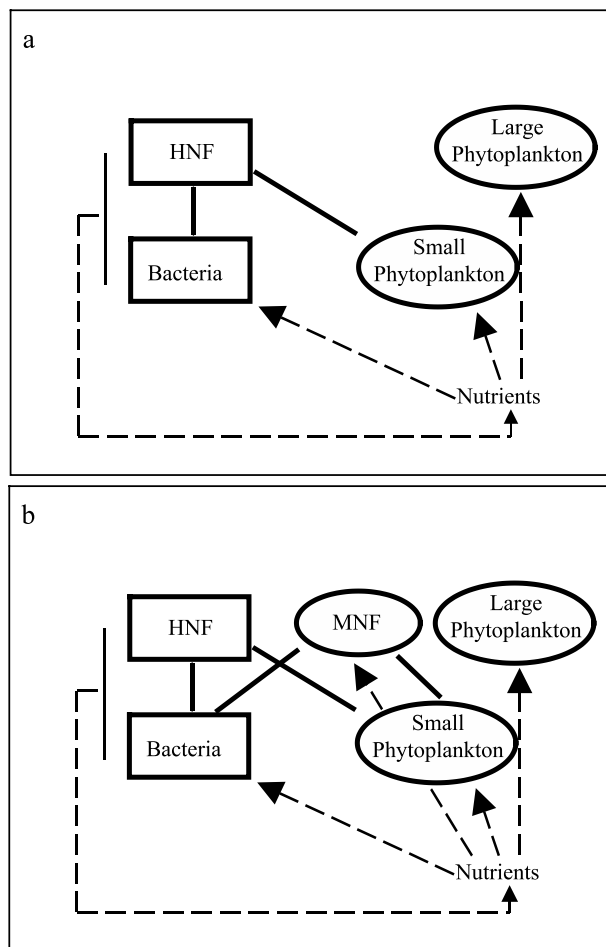 a
HNF
Large
Phytoplankton
Bacteria
Small
Phytoplankton
Nutrients
b
HNF
MNF
Large
Phytoplankton
Bacteria
Small
Phytoplankton
Nutrients